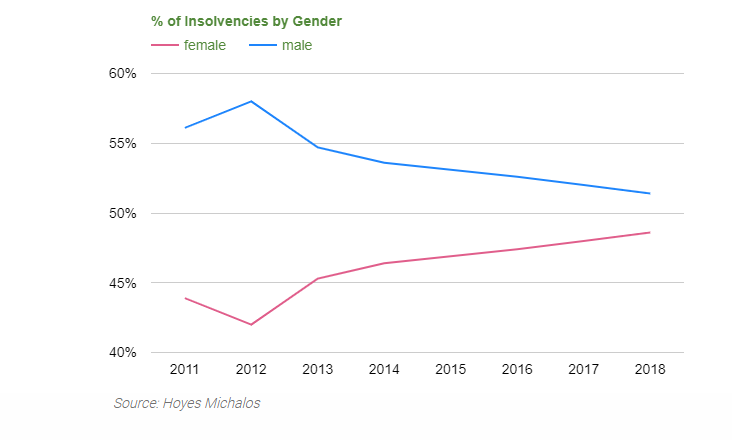 % of Insolvencies by Gender
female male
60%
55%
50%
45%
40%
2011 2012 2013 2014 2015 2016 2017 2018
Source: Hoyes Michalos